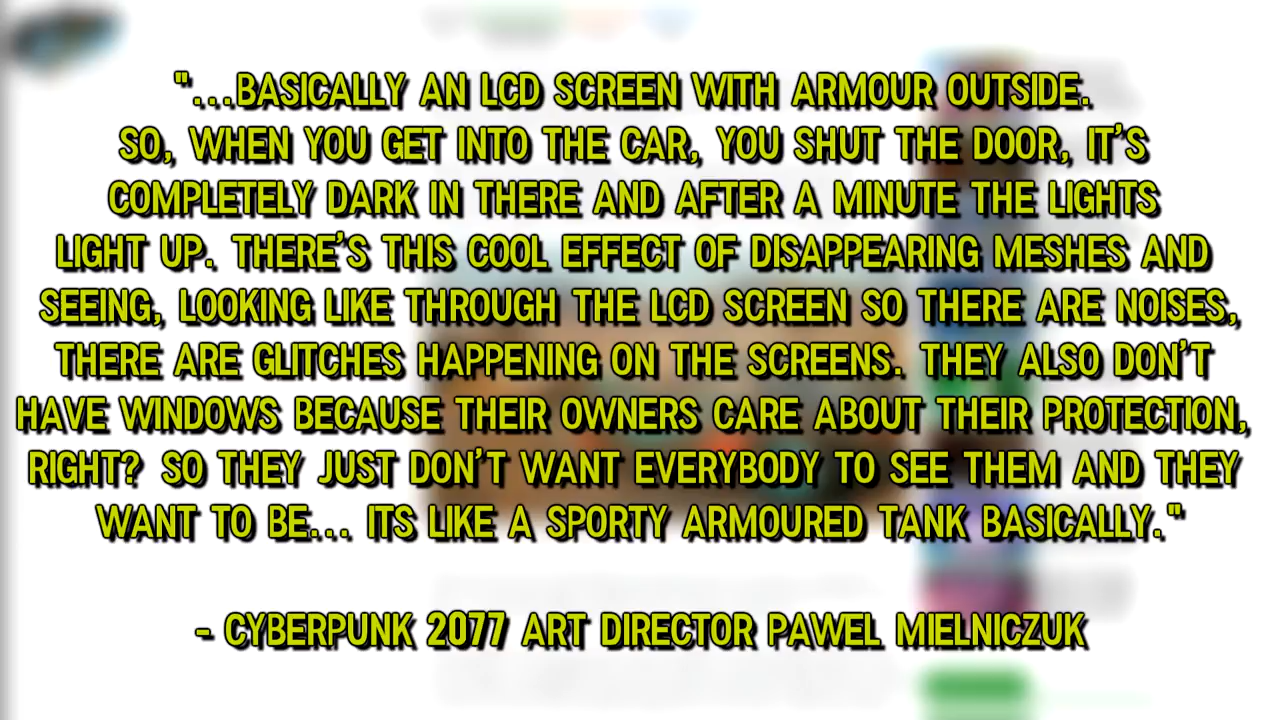 "...BASICALLY AN LCD SCREEN WITH ARMOUR OUTSIDE.
SO, WHEN YOU GET INTO THE CAR, YOU SHUT THE DOOR, IT'S
COMPLETELY DARK IN THERE AND AFTER A MINUTE THE LIGHTS
LIGHT UP. THERE'S THIS COOL EFFECT OF DISAPPEARING MESHES AND
SEEING, LOOKING LIKE THROUGH THE LCD SCREEN SO THERE ARE NOISES,
THERE ARE GLITCHES HAPPENING ON THE SCREENS. THEY ALSO DON'T
HAVE WINDOWS BECAUSE THEIR OWNERS CARE ABOUT THEIR PROTECTION,
RIGHT? SO THEY JUST DON'T WANT EVERYBODY TO SEE THEM AND THEY
WANT TO BE... ITS LIKE A SPORTY ARMOURED TANK BASICALLY."
- CYBERPUNK 2077 ART DIRECTOR PAWEL MIELNICZUK